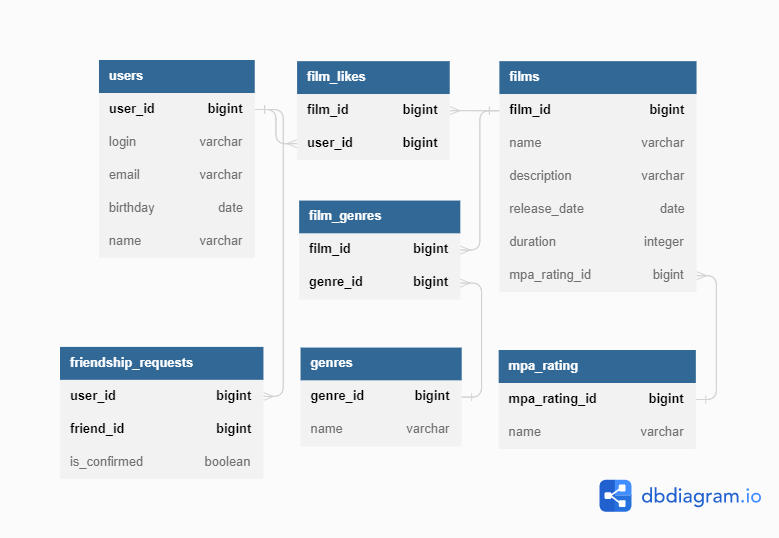 users
user_id bigint
login varchar
email varchar
birthday date
name varchar
film_likes
film_id bigint
user_id bigint
films
film_id bigint
name varchar
description varchar
release_date date
duration integer
mpa_rating_id bigint
film_genres
film_id bigint
genre_id bigint
friendship_requests
user_id bigint
friend_id bigint
is_confirmed boolean
genres
genre_id bigint
name varchar
mpa_rating
mpa_rating_id bigint
name varchar
dbdiagram.io